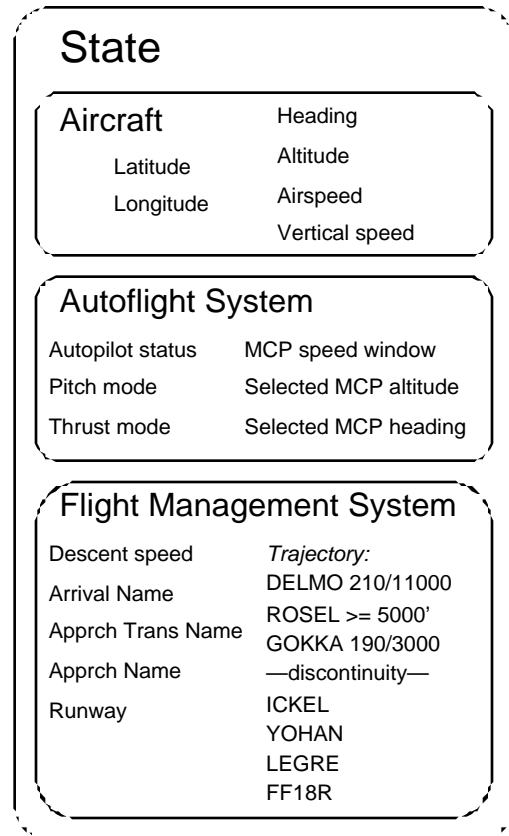 State
Aircraft
Latitude
Longitude
Heading
Altitude
Airspeed
Vertical speed
Autoflight System
Autopilot status
Pitch mode
Thrust mode
MCP speed window
Selected MCP altitude
Selected MCP heading
Flight Management System
Descent speed
Arrival Name
Apprch Trans Name
Apprch Name
Runway
Trajectory:
DELMO 210/11000
ROSEL >= 5000’
GOKKA 190/3000
—discontinuity—
ICKEL
YOHAN
LEGRE
FF18R